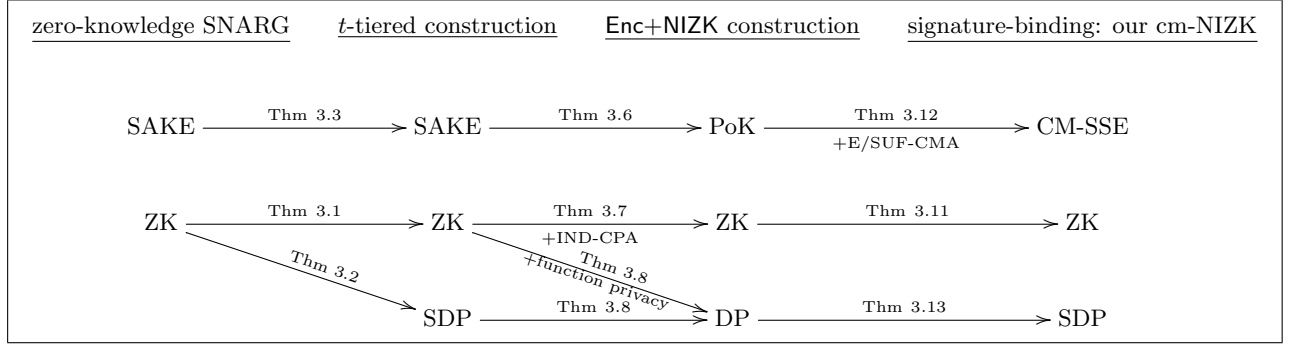 zero-knowledge SNARG t-tiered construction Enc+NIZK construction signature-binding: our cm-NIZK
Thm 3.3 Thm 3.6 Thm 3.12
SAKE SAKE PoK CM-SSE
+E/SUF-CMA
Thm 3.1 Thm 3.7 Thm 3.11
ZK ZK ZK ZK
+IND-CPA
Thm 3.2 Thm 3.8
+function privacy
Thm 3.8 Thm 3.13
SDP DP SDP